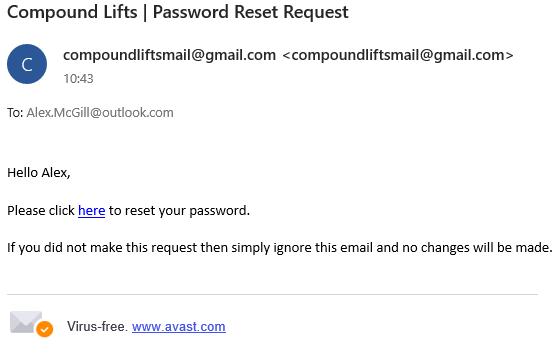 Compound Lifts | Password Reset Request
C
compoundliftsmail@gmail.com <compoundliftsmail@gmail.com>
10:43
To: Alex.McGill@outlook.com
Hello Alex,
Please click here to reset your password.
If you did not make this request then simply ignore this email and no changes will be made.
Virus-free. www.avast.com